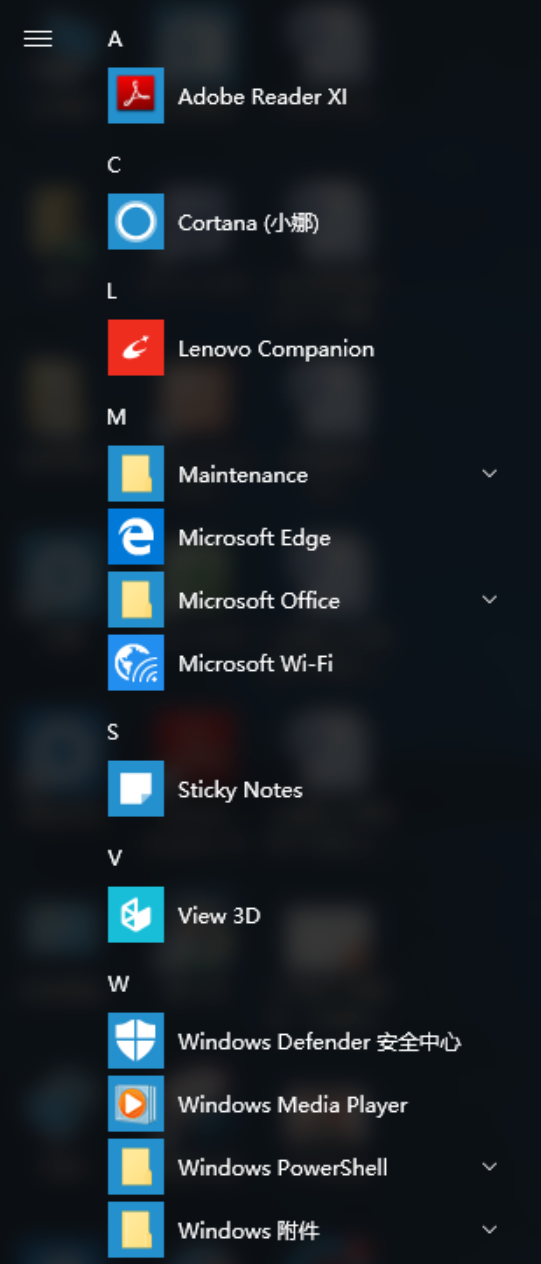 A
Adobe Reader XI
C
Cortana (小娜)
L
Lenovo Companion
M
Maintenance
Microsoft Edge
Microsoft Office
Microsoft Wi-Fi
S
Sticky Notes
V
View 3D
W
Windows Defender 安全中心
Windows Media Player
Windows PowerShell
Windows 附件